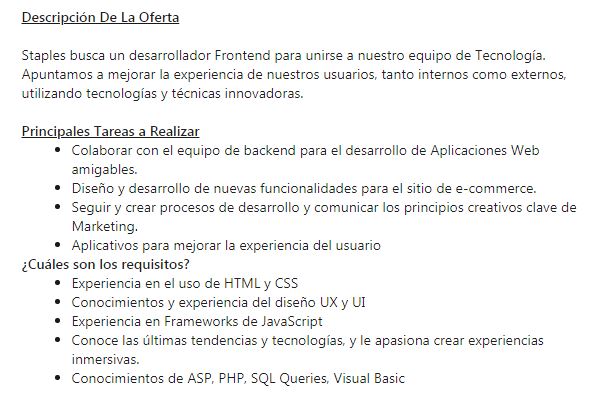 Descripción De La Oferta
Staples busca un desarrollador Frontend para unirse a nuestro equipo de Tecnología.
Apuntamos a mejorar la experiencia de nuestros usuarios, tanto internos como externos,
utilizando tecnologías y técnicas innovadoras.
Principales Tareas a Realizar
• Colaborar con el equipo de backend para el desarrollo de Aplicaciones Web
amigables.
• Diseño y desarrollo de nuevas funcionalidades para el sitio de e-commerce.
• Seguir y crear procesos de desarrollo y comunicar los principios creativos clave de
Marketing.
• Aplicativos para mejorar la experiencia del usuario
¿Cuáles son los requisitos?
• Experiencia en el uso de HTML y CSS
• Conocimientos y experiencia del diseño UX y UI
• Experiencia en Frameworks de JavaScript
• Conoce las últimas tendencias y tecnologías, y le apasiona crear experiencias
inmersivas.
• Conocimientos de ASP, PHP, SQL Queries, Visual Basic